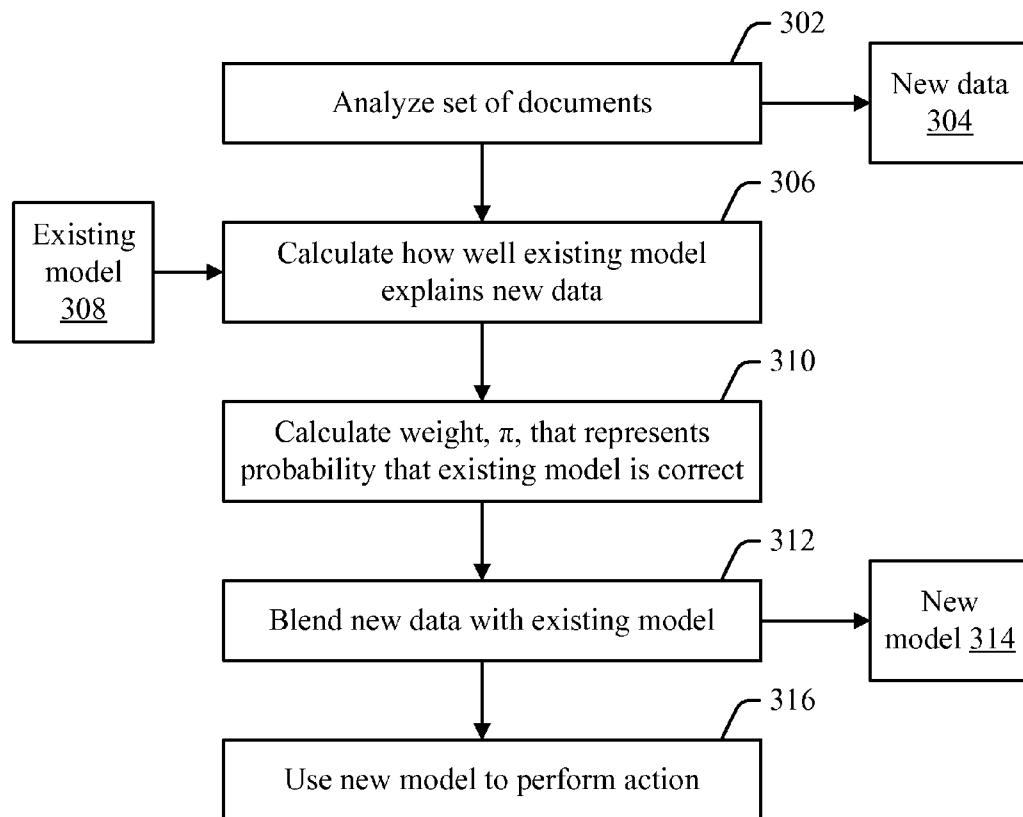 302
Analyze set of documents
New data
304
306
Existing
model
308
Calculate how well existing model
explains new data
310
Calculate weight, π, that represents
probability that existing model is correct
312
Blend new data with existing model
New
model 314
316
Use new model to perform action